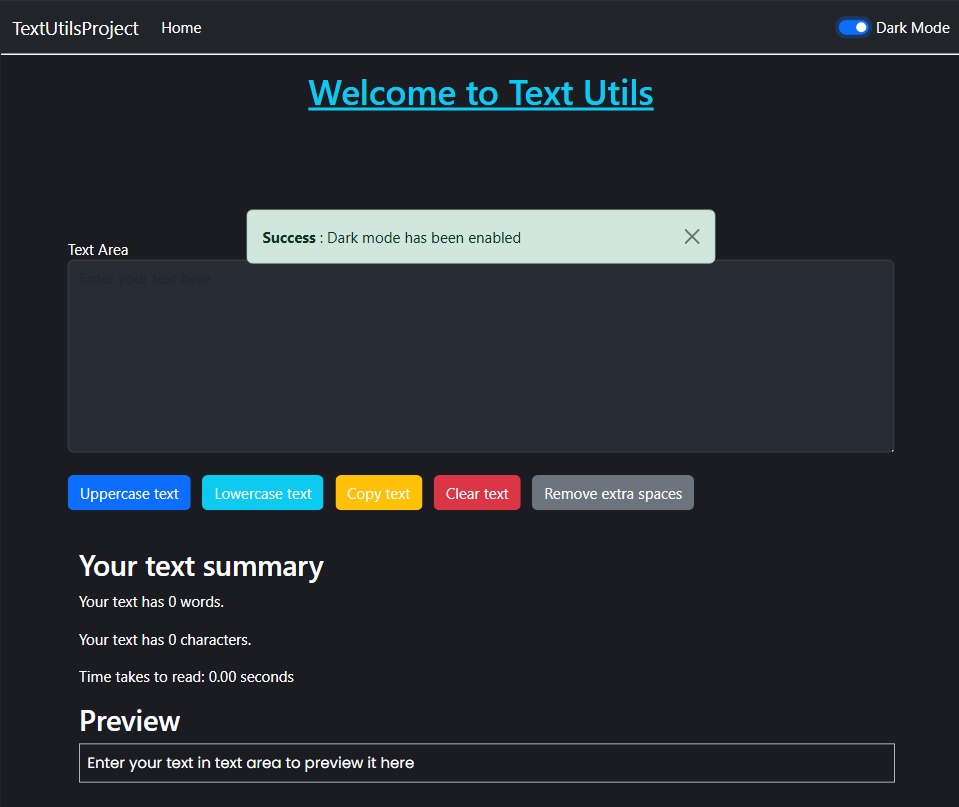 TextUtilsProject Home Dark Mode
Welcome to Text Utils
Success : Dark mode has been enabled
Text Area
Enter your text here
Uppercase text Lowercase text Copy text Clear text Remove extra spaces
Your text summary
Your text has 0 words.
Your text has 0 characters.
Time takes to read: 0.00 seconds
Preview
Enter your text in text area to preview it here